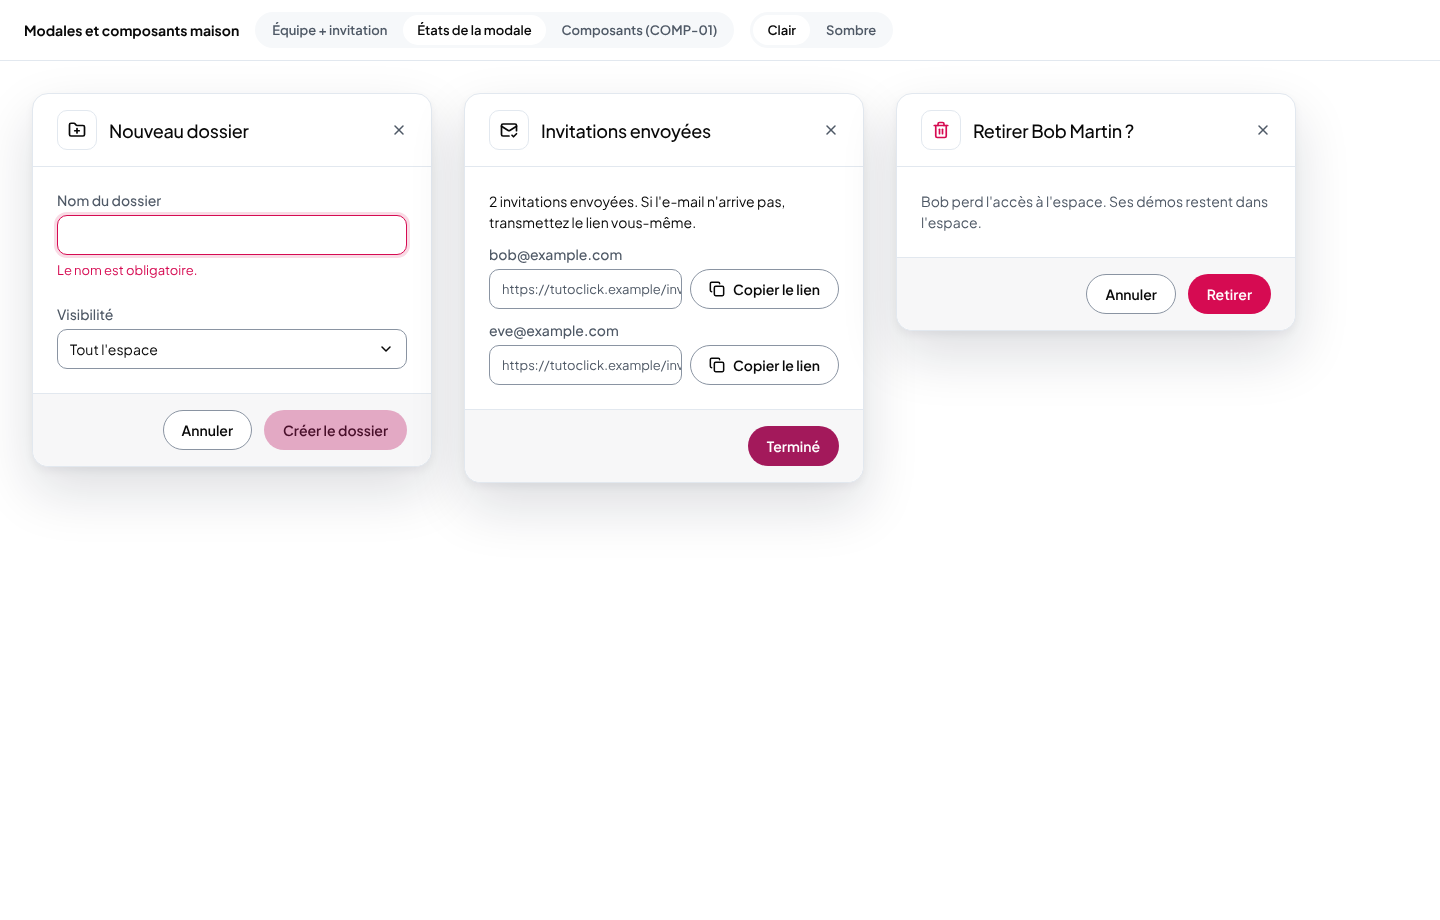 Modales et composants maison
Équipe + invitation
États de la modale
Composants (COMP-01)
Clair
Sombre
Nouveau dossier
Nom du dossier
Le nom est obligatoire.
Visibilité
Tout l'espace
Annuler
Créer le dossier
Invitations envoyées
2 invitations envoyées. Si l'e-mail n'arrive pas,
transmettez le lien vous-même.
bob@example.com
https://tutoclick.example/inv
Copier le lien
eve@example.com
https://tutoclick.example/inv
Copier le lien
Terminé
Retirer Bob Martin ?
Bob perd l'accès à l'espace. Ses démos restent dans
l'espace.
Annuler
Retirer